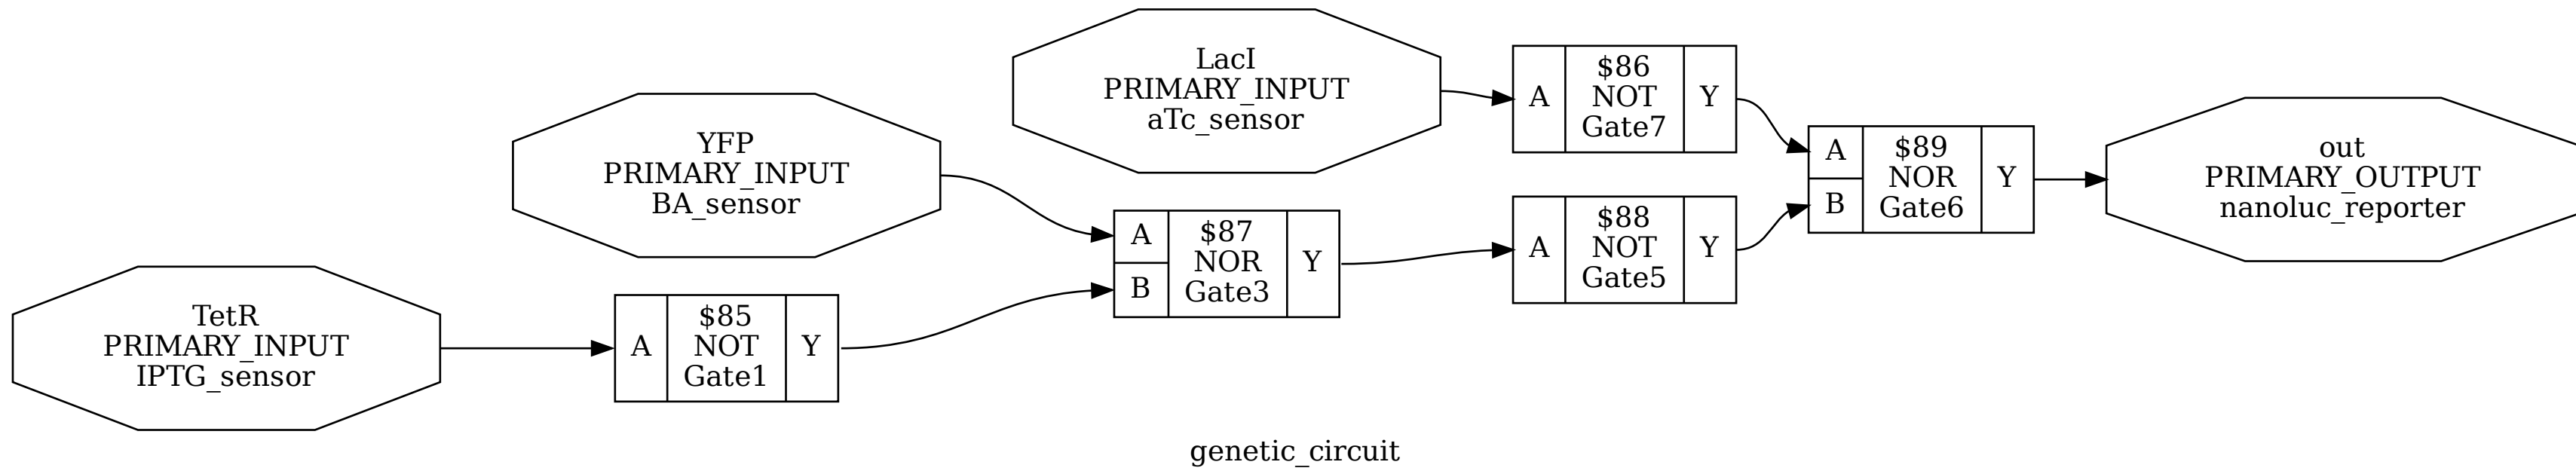 TetR
PRIMARY_INPUT
IPTG_sensor
YFP
PRIMARY_INPUT
BA_sensor
LacI
PRIMARY_INPUT
aTc_sensor
A
$85
NOT
Gate1
Y
A
B
$87
NOR
Gate3
Y
A
$86
NOT
Gate7
Y
A
$88
NOT
Gate5
Y
A
B
$89
NOR
Gate6
Y
out
PRIMARY_OUTPUT
nanoluc_reporter
genetic_circuit